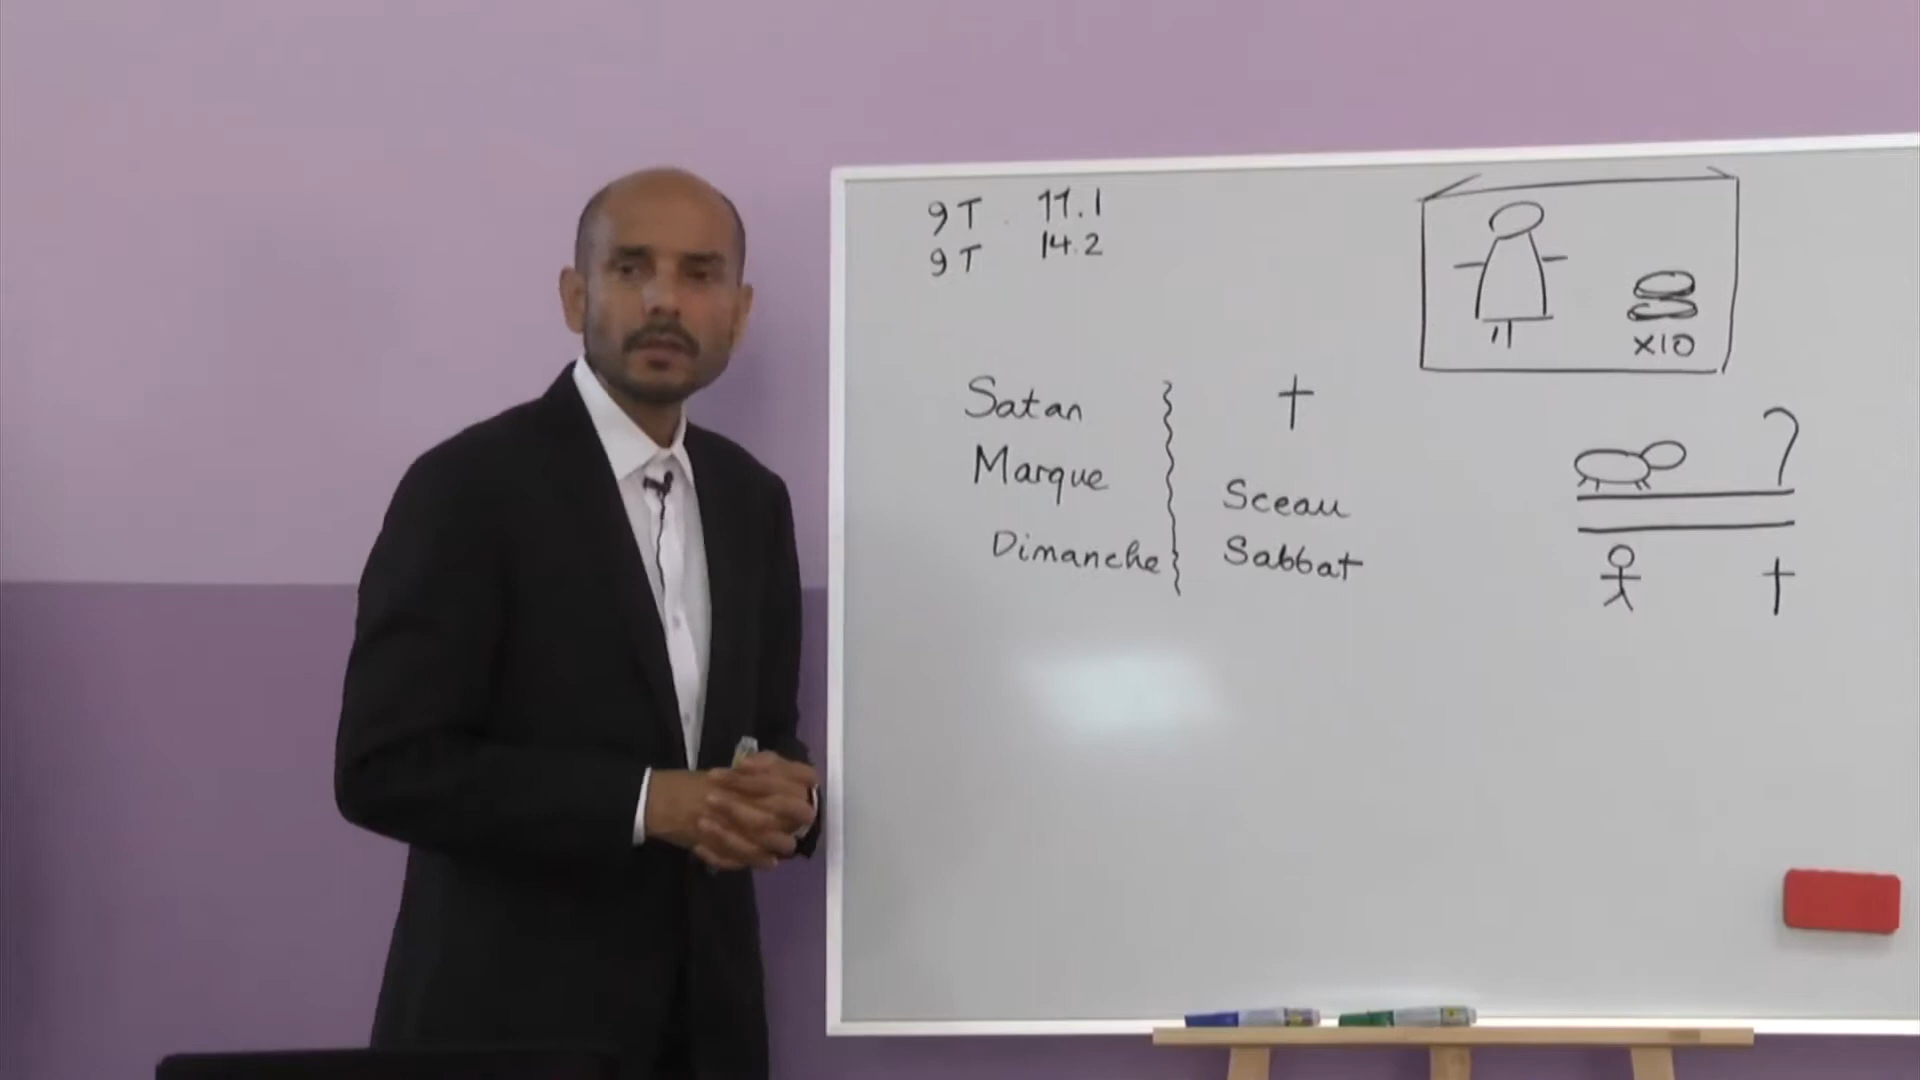 9T 11.1
9T 14.2
x10
Satan
Marque
Sceau
Dimanche
Sabbat
?